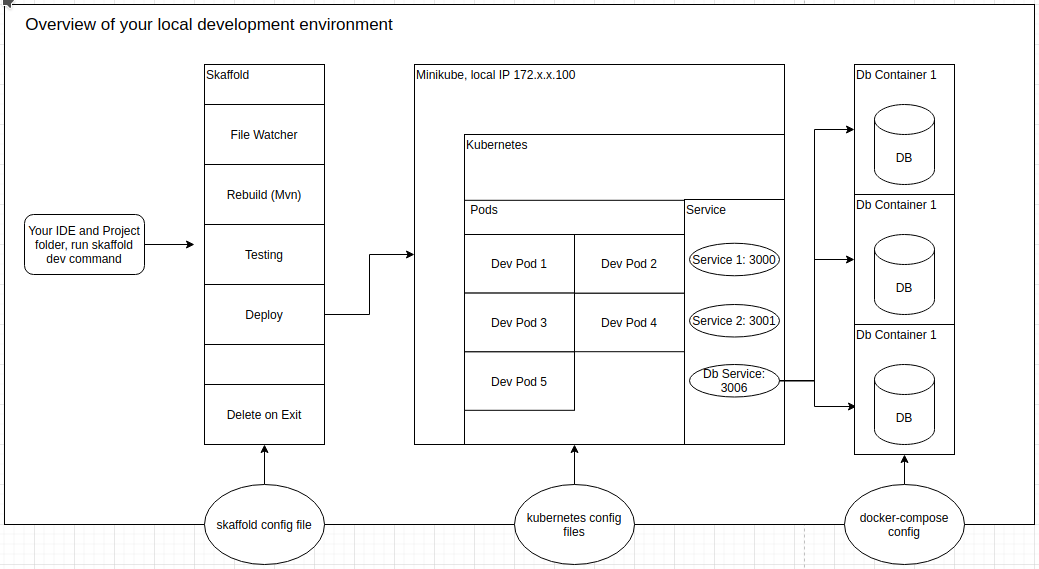 Overview of your local development environment
Skaffold
File Watcher
Rebuild (Mvn)
Testing
Deploy
Delete on Exit
Your IDE and Project
folder, run skaffold
dev command
Minikube, local IP 172.x.x.100
Kubernetes
Pods
Dev Pod 1
Dev Pod 2
Dev Pod 3
Dev Pod 4
Dev Pod 5
Service
Service 1: 3000
Service 2: 3001
Db Service:
3006
Db Container 1
DB
Db Container 1
DB
Db Container 1
DB
skaffold config file
kubernetes config
files
docker-compose
config